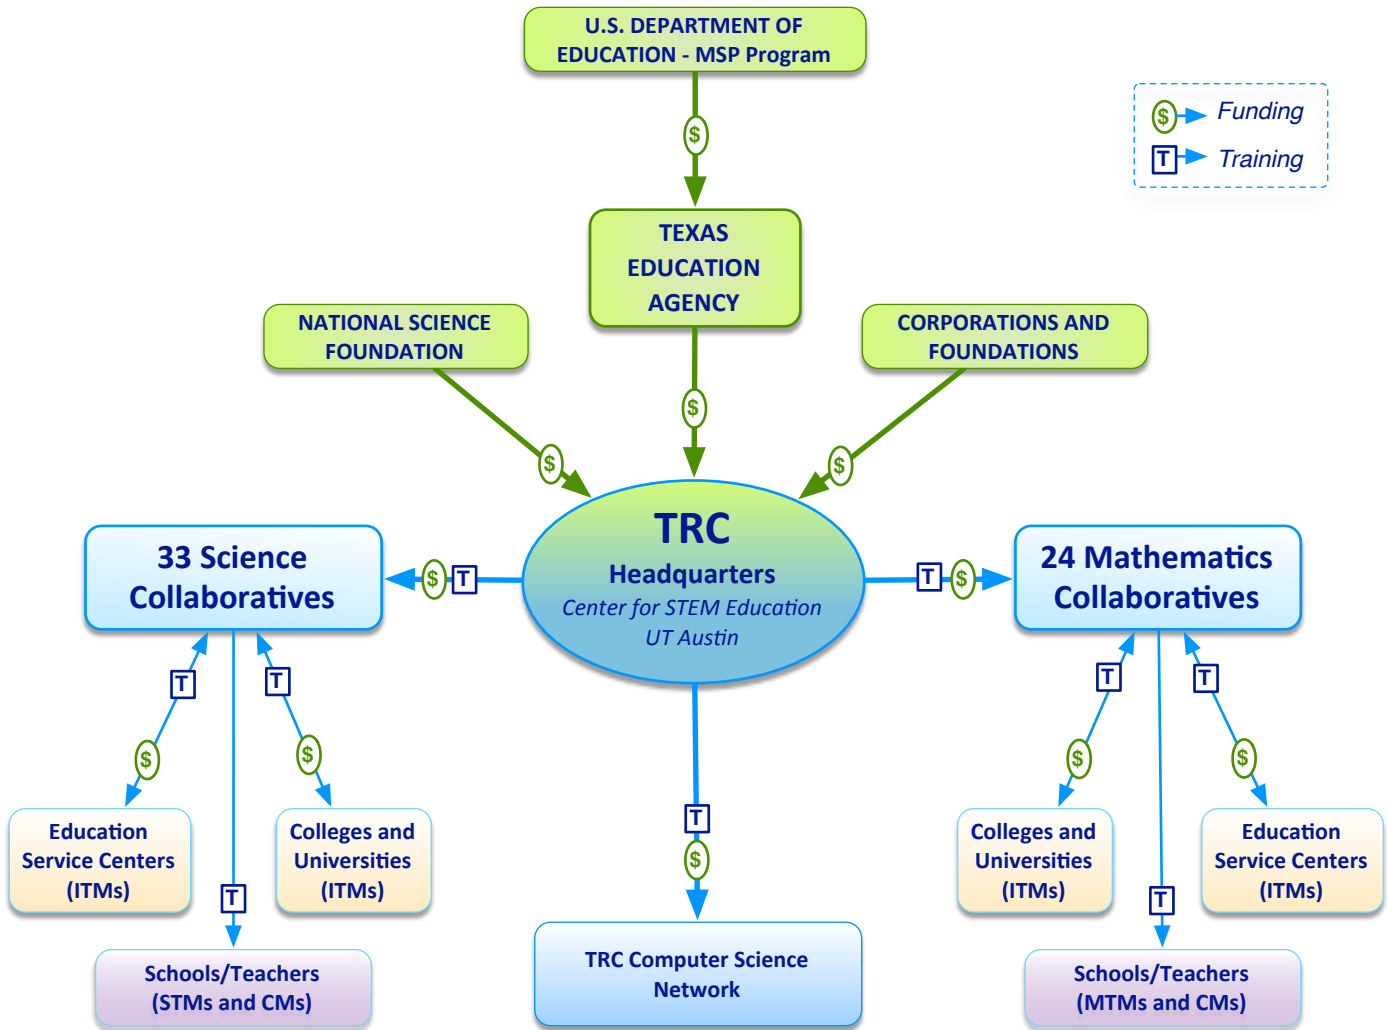 U.S. DEPARTMENT OF
EDUCATION - MSP Program
$
$ Funding
T Training
TEXAS
EDUCATION
AGENCY
NATIONAL SCIENCE
FOUNDATION
CORPORATIONS AND
FOUNDATIONS
$
$
$
TRC
Headquarters
Center for STEM Education
UT Austin
33 Science
Collaboratives
$ T
T $
24 Mathematics
Collaboratives
T
T
T
T
$
$
$
$
Education
Service Centers
(ITMs)
Colleges and
Universities
(ITMs)
T
$
Colleges and
Universities
(ITMs)
Education
Service Centers
(ITMs)
T
T
Schools/Teachers
(STMs and CMs)
TRC Computer Science
Network
Schools/Teachers
(MTMs and CMs)